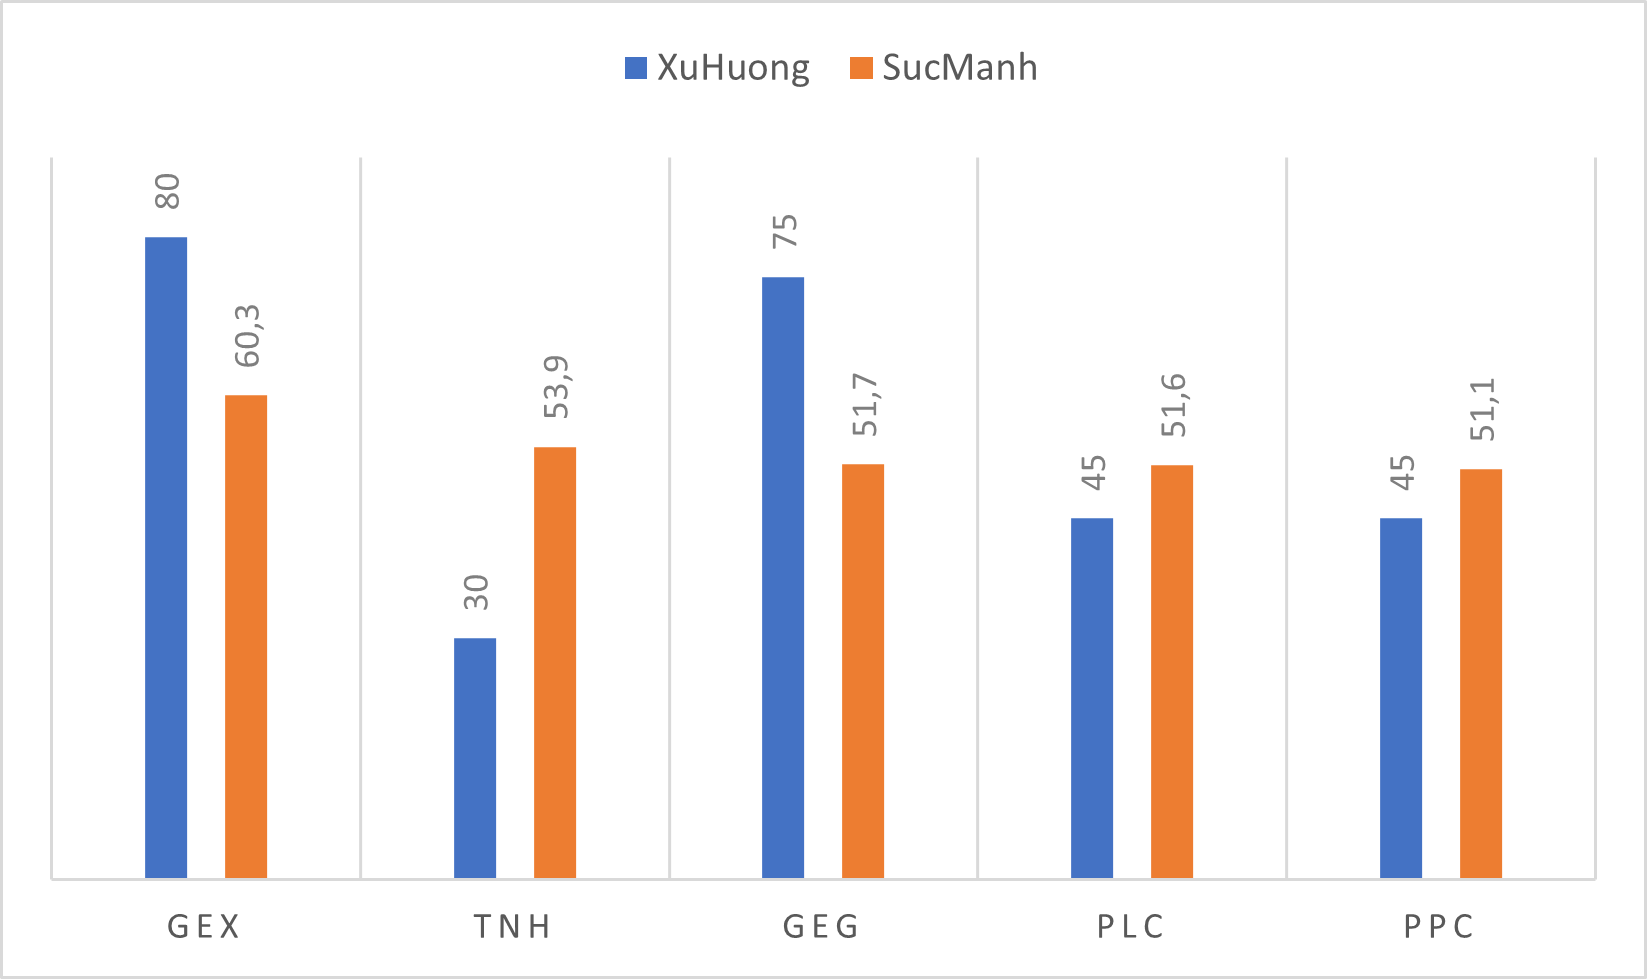 XuHuong SucManh
80 60,3 30 53,9 75 51,7 45 51,6 45 51,1
GEX TNH GEG PLC PPC